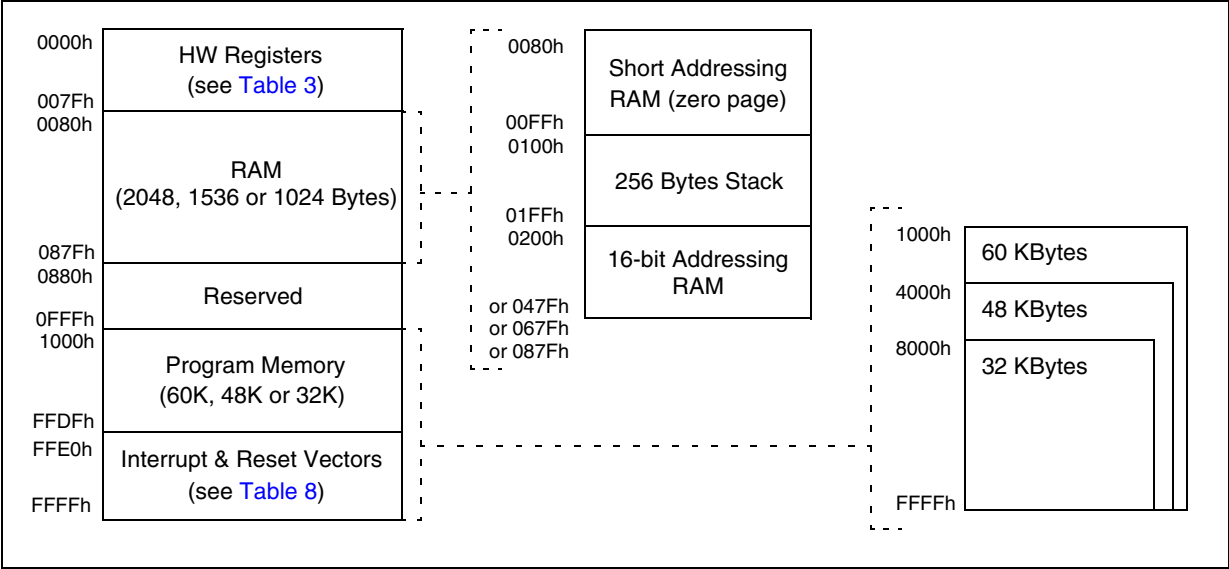 0000h
HW Registers
(see Table 3)
007Fh
0080h
RAM
(2048, 1536 or 1024 Bytes)
087Fh
0880h
Reserved
0FFFh
1000h
Program Memory
(60K, 48K or 32K)
FFDFh
FFE0h
Interrupt & Reset Vectors
(see Table 8)
FFFFh
0080h
Short Addressing
RAM (zero page)
00FFh
0100h
256 Bytes Stack
01FFh
0200h
16-bit Addressing
RAM
or 047Fh
or 067Fh
or 087Fh
1000h
60 KBytes
4000h
48 KBytes
8000h
32 KBytes
FFFFh